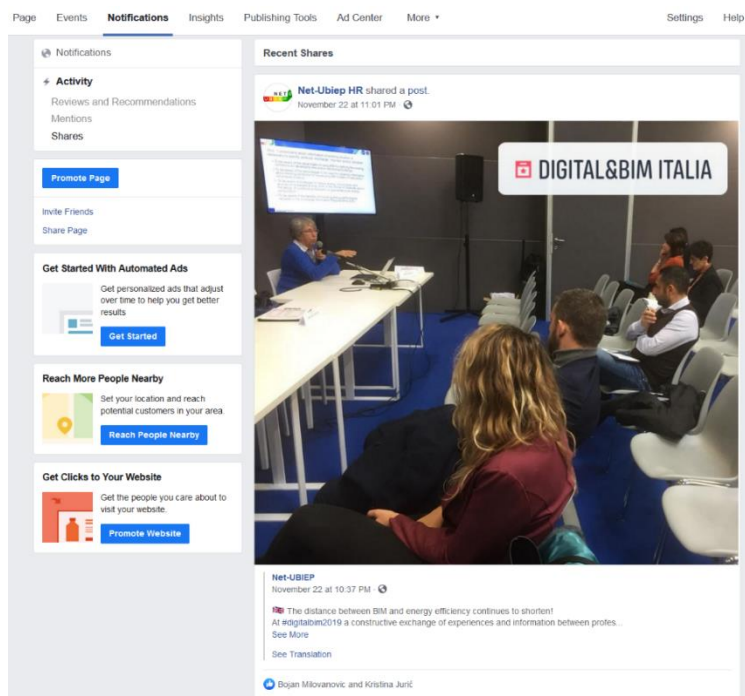 Page Events Notifications Insights Publishing Tools Ad Center More Settings Help
Notifications
Activity
Reviews and Recommendations
Mentions
Shares
Promote Page
Invite Friends
Share Page
Get Started With Automated Ads
Get personalized ads that adjust
over time to help you get better
results
Get Started
Reach More People Nearby
Set your location and reach
potential customers in your area.
Reach People Nearby
Get Clicks to Your Website
Get the people you care about to
visit your website.
Promote Website
Recent Shares
NET
Net-Ubiep HR shared a post.
November 22 at 11:01 PM ·
DIGITAL&BIM ITALIA
Net-UBIEP
November 22 at 10:37 PM ·
🇬🇧 The distance between BIM and energy efficiency continues to shorten!
At #digitalbim2019 a constructive exchange of experiences and information between profes...
See More
See Translation
Bojan Milovanovic and Kristina Jurić